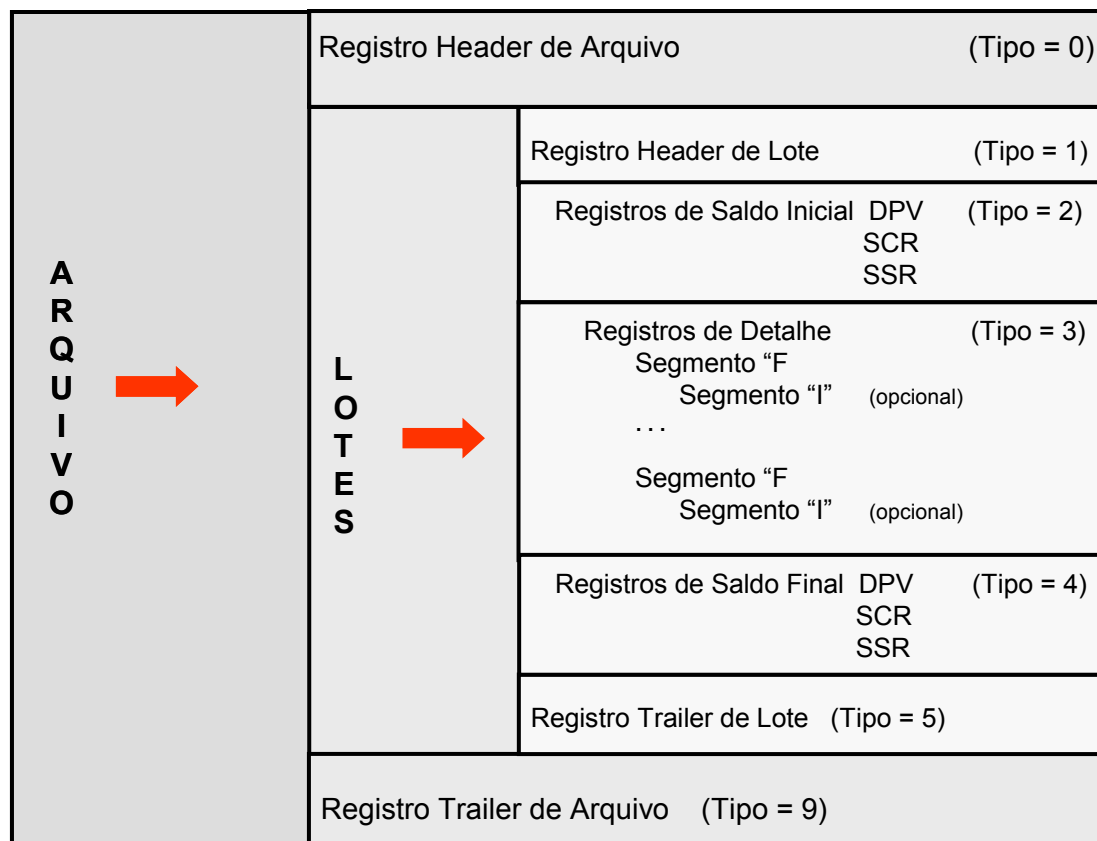 Registro Header de Arquivo (Tipo = 0)
ARQUIVO
LOTES
Registro Header de Lote (Tipo = 1)
Registros de Saldo Inicial DPV (Tipo = 2)
SCR
SSR
Registros de Detalhe (Tipo = 3)
Segmento “F
Segmento “I” (opcional)
. . .
Segmento “F
Segmento “I” (opcional)
Registros de Saldo Final DPV (Tipo = 4)
SCR
SSR
Registro Trailer de Lote (Tipo = 5)
Registro Trailer de Arquivo (Tipo = 9)